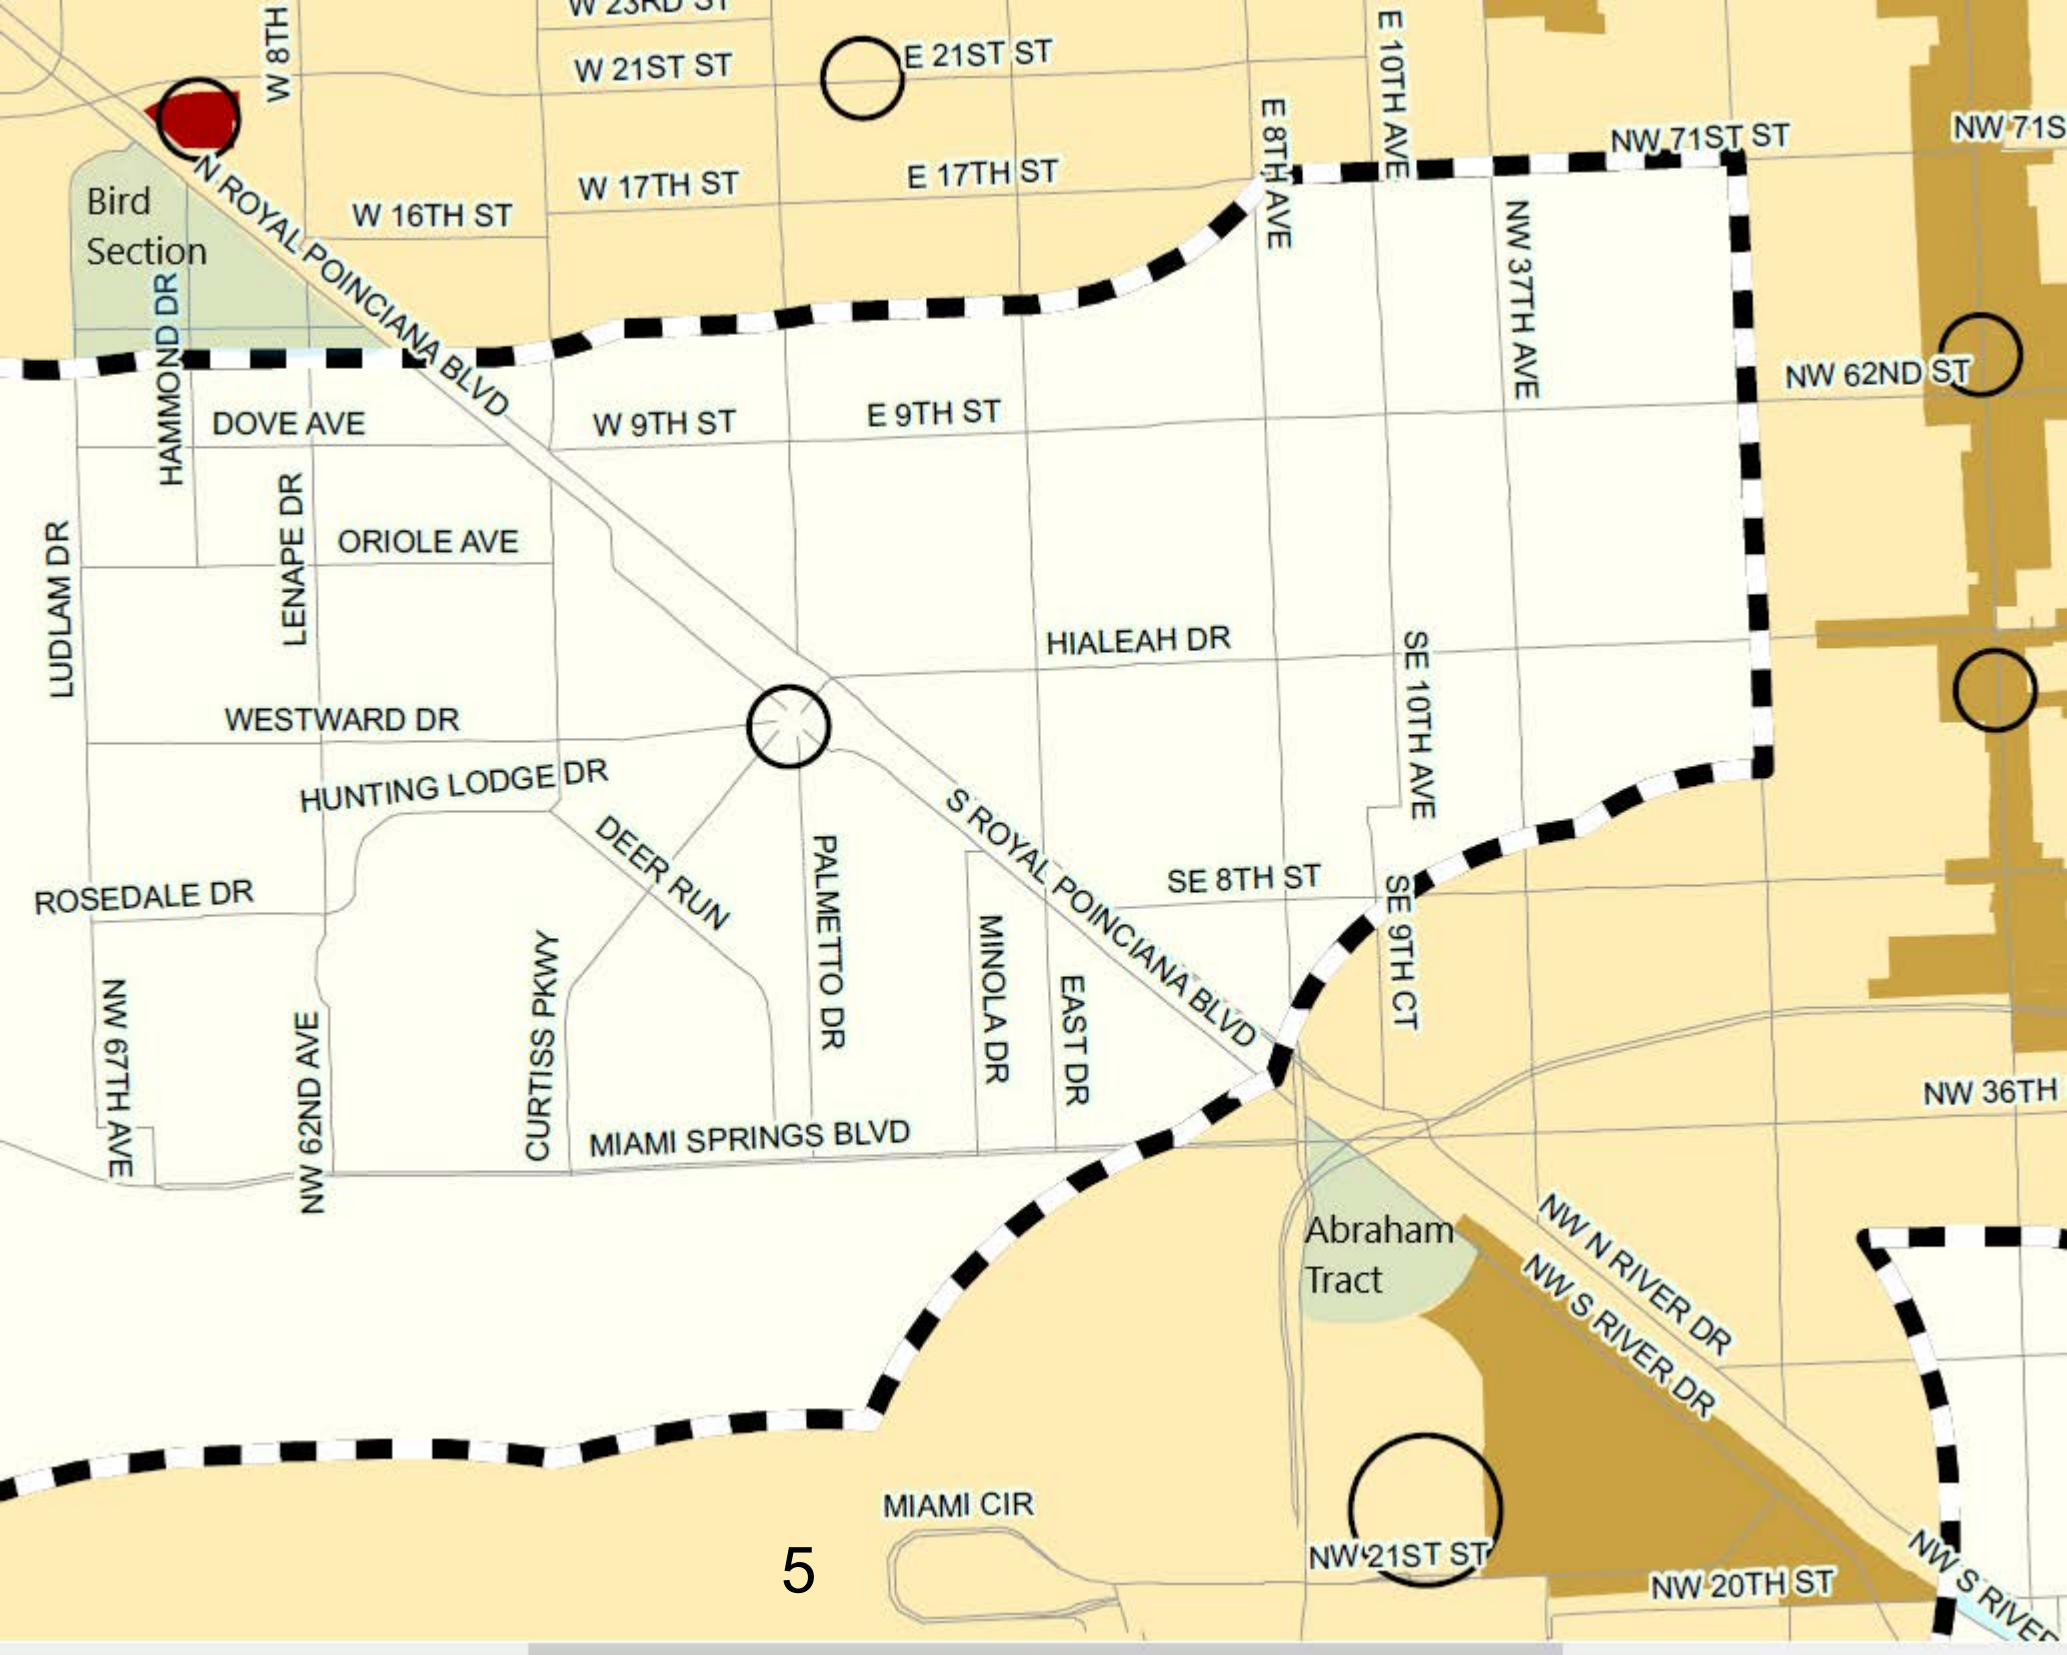 W 23RD ST
W 8TH
E 10TH AVE
W 21ST ST
E 21ST ST
E 8TH AVE
NW 71ST ST
NW 71S
Bird
Section
N ROYAL POINCIANA BLVD
W 16TH ST
W 17TH ST
E 17TH ST
NW 37TH AVE
HAMMOND DR
NW 62ND ST
DOVE AVE
W 9TH ST
E 9TH ST
LENAPE DR
LUDLAM DR
ORIOLE AVE
HIALEAH DR
SE 10TH AVE
WESTWARD DR
HUNTING LODGE DR
DEER RUN
S ROYAL POINCIANA BLVD
PALMETTO DR
ROSEDALE DR
SE 8TH ST
SE 9TH CT
MINOLA DR
EAST DR
CURTISS PKWY
NW 67TH AVE
NW 62ND AVE
MIAMI SPRINGS BLVD
NW 36TH
Abraham
Tract
NW N RIVER DR
NW S RIVER DR
MIAMI CIR
5
NW 21ST ST
NW 20TH ST
NW S RIVER